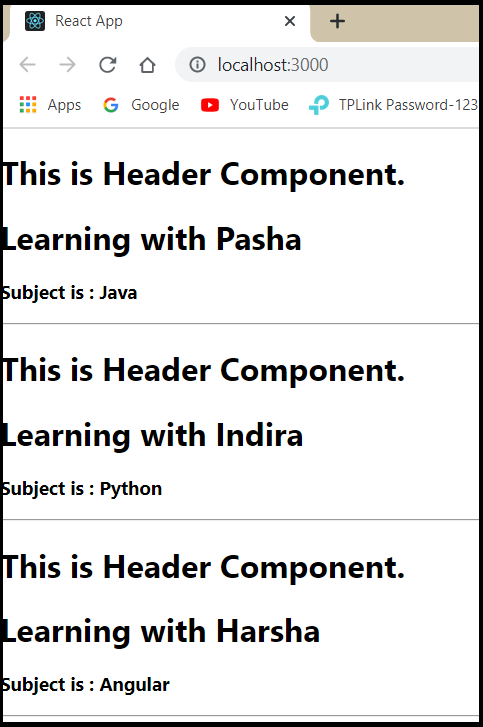 React App
localhost:3000
Apps Google YouTube TPLink Password-123
This is Header Component.
Learning with Pasha
Subject is : Java
This is Header Component.
Learning with Indira
Subject is : Python
This is Header Component.
Learning with Harsha
Subject is : Angular